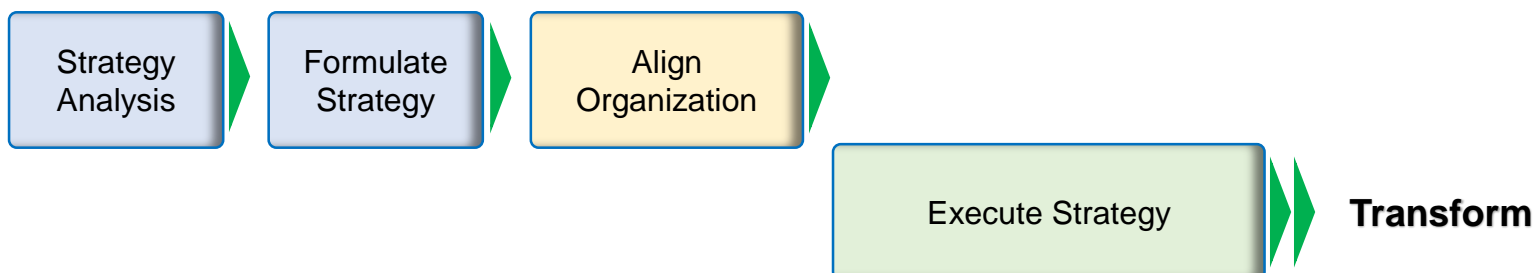 Strategy
Analysis
Formulate
Strategy
Align
Organization
Execute Strategy
Transform